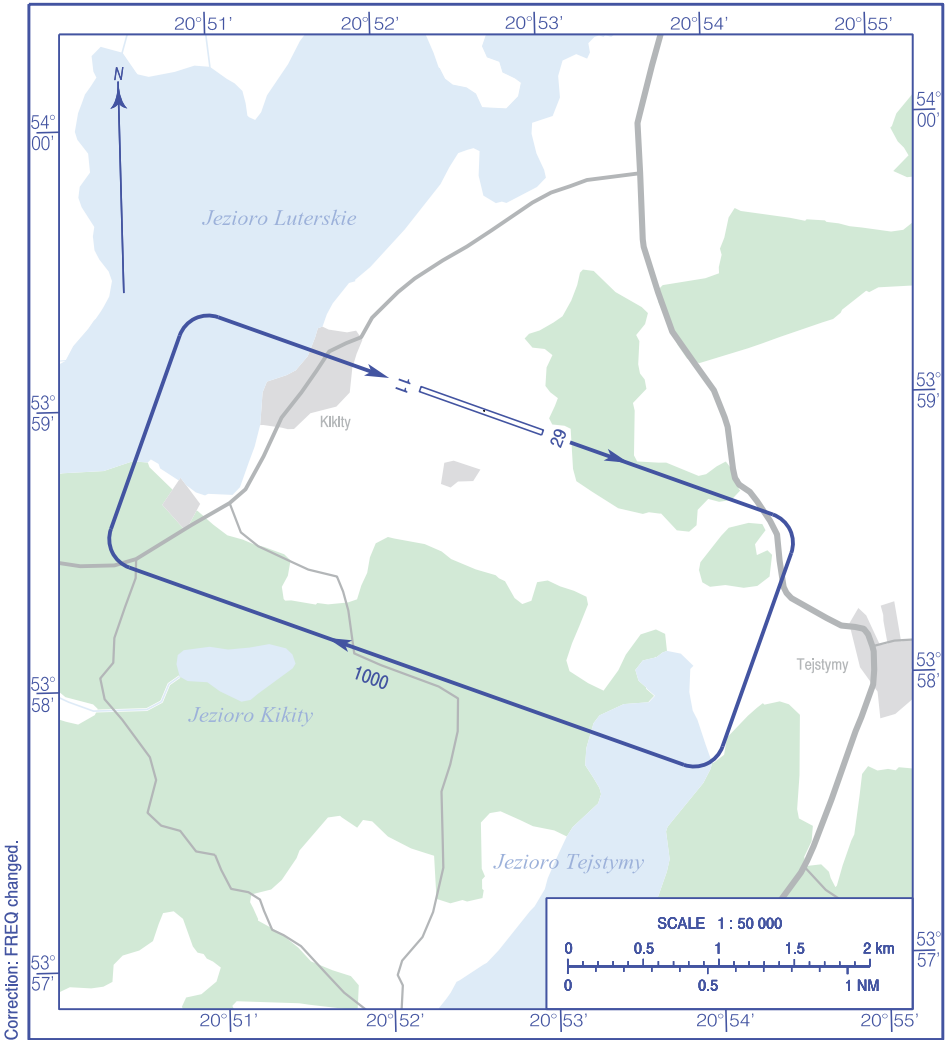 20°51' 20°52' 20°53' 20°54' 20°55'
N
54°
00'
54°
00'
Jezioro Luterskie
53°
59'
53°
59'
11
Kikity
29
53°
58'
53°
58'
Tejstymy
1000
Jezioro Kikity
Jezioro Tejstymy
SCALE 1 : 50 000
0 0.5 1 1.5 2 km
0 0.5 1 NM
53°
57'
53°
57'
20°51' 20°52' 20°53' 20°54' 20°55'
Correction: FREQ changed.